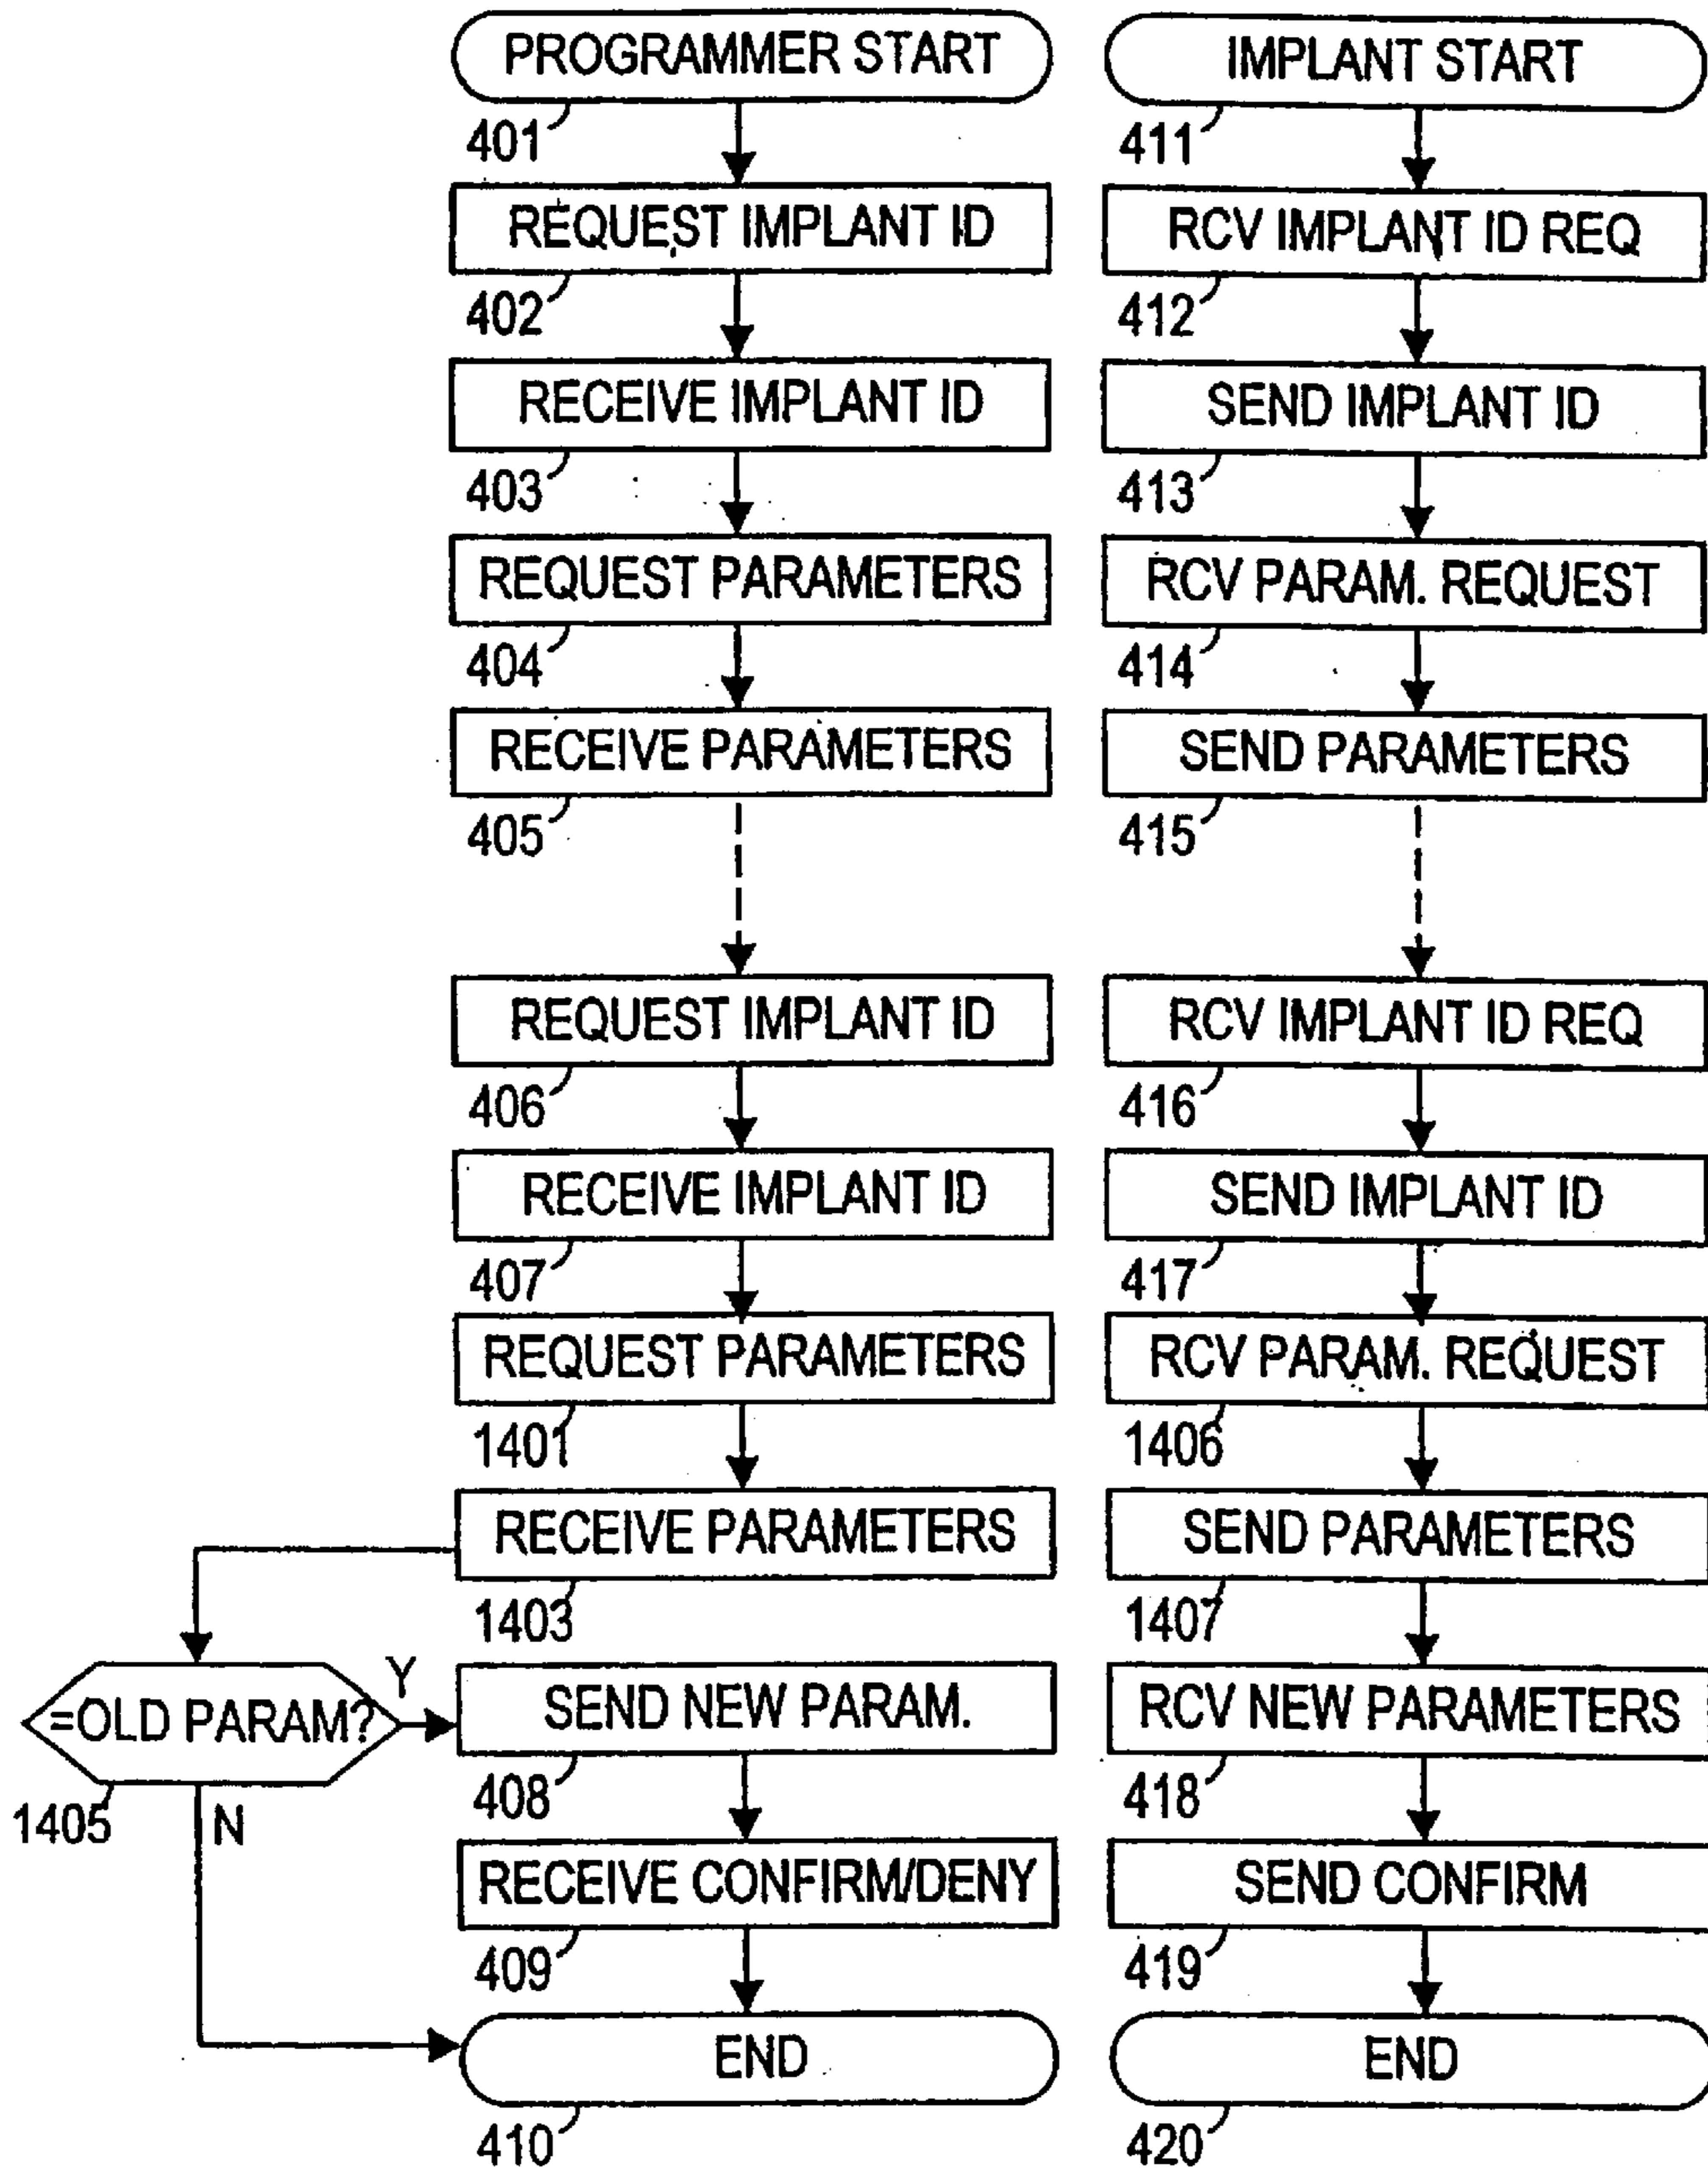 PROGRAMMER START
401
REQUEST IMPLANT ID
402
RECEIVE IMPLANT ID
403
REQUEST PARAMETERS
404
RECEIVE PARAMETERS
405
REQUEST IMPLANT ID
406
RECEIVE IMPLANT ID
407
REQUEST PARAMETERS
1401
RECEIVE PARAMETERS
1403
=OLD PARAM?
Y
1405
N
SEND NEW PARAM.
408
RECEIVE CONFIRM/DENY
409
END
410
IMPLANT START
411
RCV IMPLANT ID REQ
412
SEND IMPLANT ID
413
RCV PARAM. REQUEST
414
SEND PARAMETERS
415
RCV IMPLANT ID REQ
416
SEND IMPLANT ID
417
RCV PARAM. REQUEST
1406
SEND PARAMETERS
1407
RCV NEW PARAMETERS
418
SEND CONFIRM
419
END
420